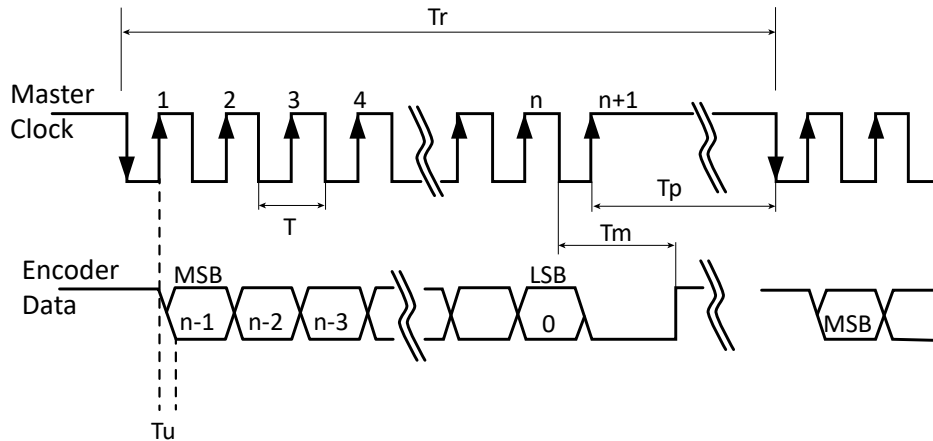 Tr
Master
Clock
1 2 3 4 n n+1
T
Tp
Tm
Encoder
Data
MSB LSB
n-1 n-2 n-3 0 MSB
Tu